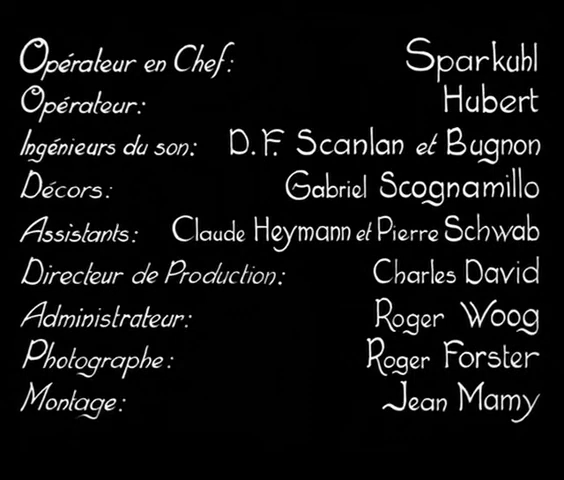 Opérateur en Chef: Sparkuhl
Opérateur: Hubert
Ingénieurs du son: D. F. Scanlan et Bugnon
Décors: Gabriel Scognamillo
Assistants: Claude Heymann et Pierre Schwab
Directeur de Production: Charles David
Administrateur: Roger Woog
Photographe: Roger Forster
Montage: Jean Mamy